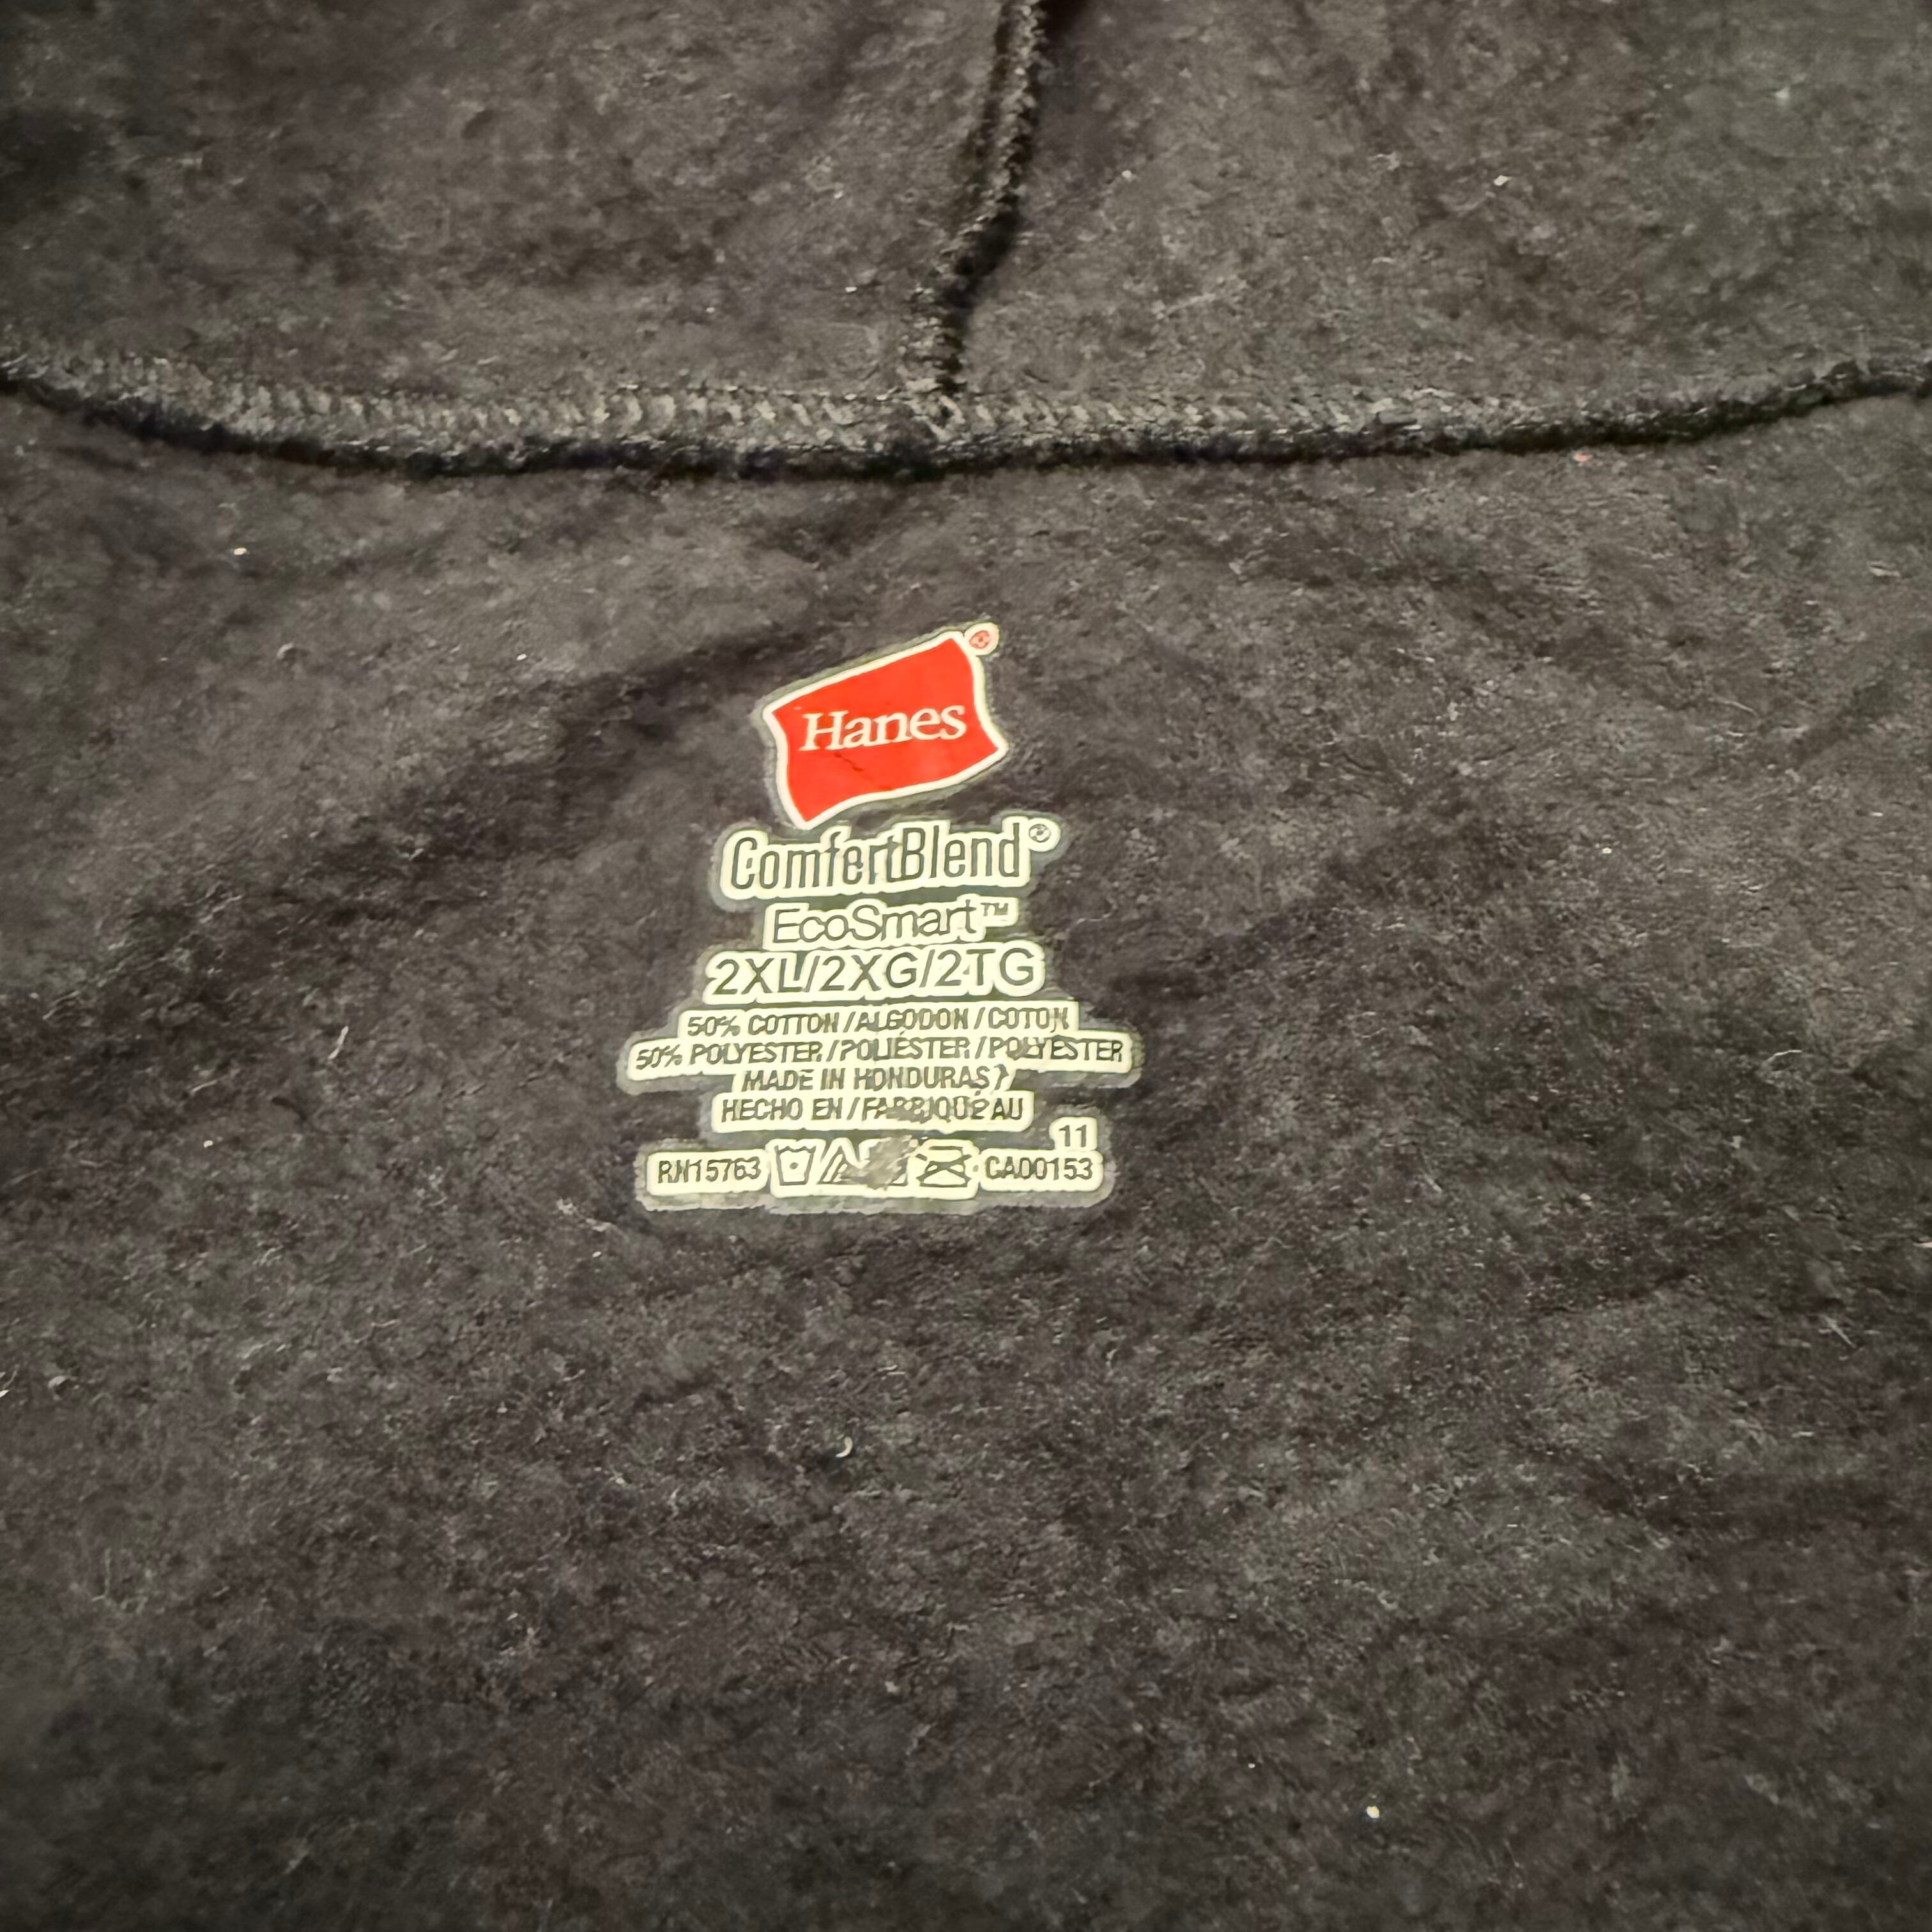 Hanes®
ComfortBlend®
EcoSmart™
2XL/2XG/2TG
50% COTTON/ALGODON/COTON
50% POLYESTER/POLIÉSTER/POLYESTER
MADE IN HONDURAS
HECHO EN/FABRIQUÉ AU
11
RN15763 CA00153